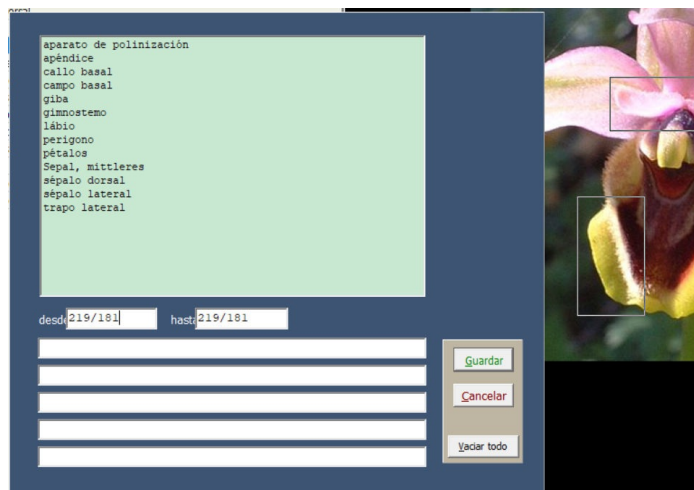 aparato de polinización
apéndice
callo basal
campo basal
giba
gimnostemo
lábio
perigono
pétalos
Sepal, mittleres
sépalo dorsal
sépalo lateral
trapo lateral
desde 219/181 hasta 219/181
Guardar
Cancelar
Vaciar todo